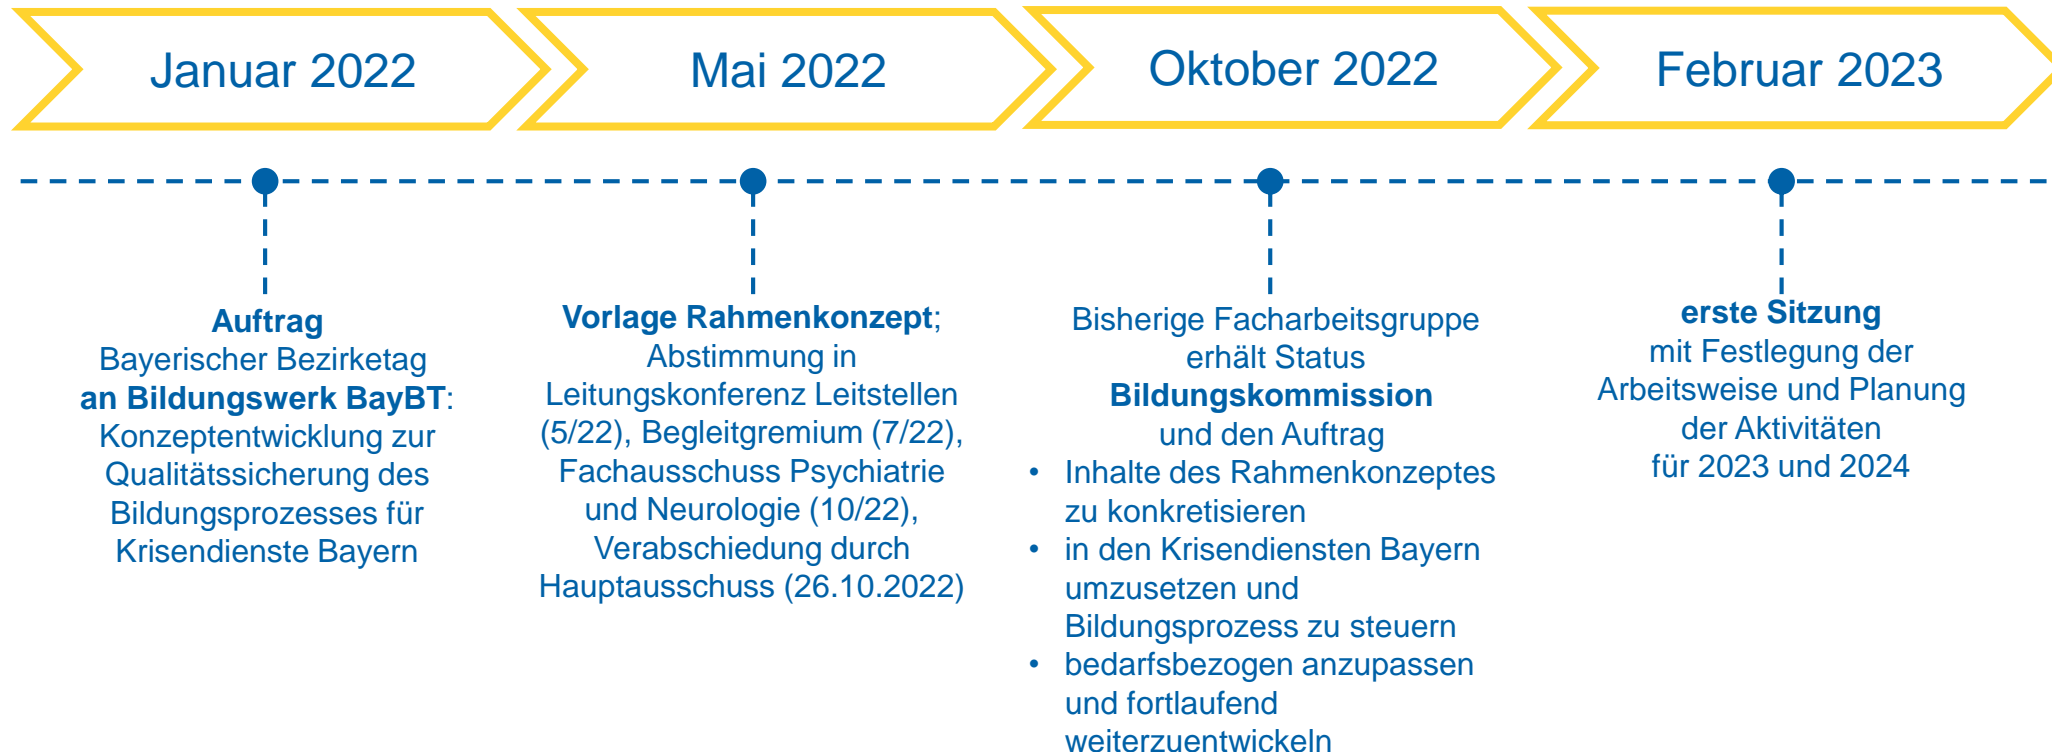 Januar 2022
Mai 2022
Oktober 2022
Februar 2023
Auftrag
Bayerischer Bezirketag
an Bildungswerk BayBT:
Konzeptentwicklung zur
Qualitätssicherung des
Bildungsprozesses für
Krisendienste Bayern
Vorlage Rahmenkonzept;
Abstimmung in
Leitungskonferenz Leitstellen
(5/22), Begleitgremium (7/22),
Fachausschuss Psychiatrie
und Neurologie (10/22),
Verabschiedung durch
Hauptausschuss (26.10.2022)
Bisherige Facharbeitsgruppe
erhält Status
Bildungskommission
und den Auftrag
• Inhalte des Rahmenkonzeptes
zu konkretisieren
• in den Krisendiensten Bayern
umzusetzen und
Bildungsprozess zu steuern
• bedarfsbezogen anzupassen
und fortlaufend
weiterzuentwickeln
erste Sitzung
mit Festlegung der
Arbeitsweise und Planung
der Aktivitäten
für 2023 und 2024